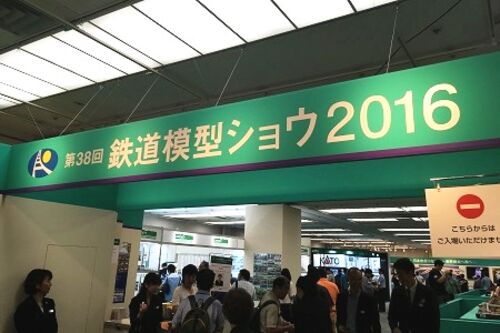 第38回 鉄道模型ショウ2016
こちらからは
ご入場いただけませ
KATO